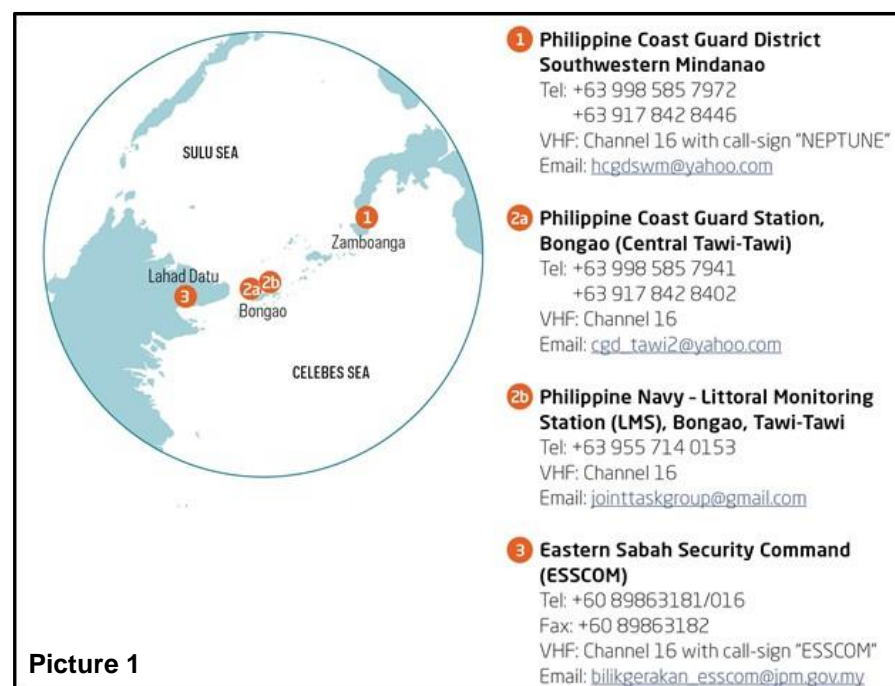 SULU SEA
1
Zamboanga
Lahad Datu
3
2a
2b
Bongao
CELEBES SEA
Picture 1
1 Philippine Coast Guard District
Southwestern Mindanao
Tel: +63 998 585 7972
+63 917 842 8446
VHF: Channel 16 with call-sign "NEPTUNE"
Email: hcgdswm@yahoo.com
2a Philippine Coast Guard Station,
Bongao (Central Tawi-Tawi)
Tel: +63 998 585 7941
+63 917 842 8402
VHF: Channel 16
Email: cgd_tawi2@yahoo.com
2b Philippine Navy – Littoral Monitoring
Station (LMS), Bongao, Tawi-Tawi
Tel: +63 955 714 0153
VHF: Channel 16
Email: jointtaskgroup@gmail.com
3 Eastern Sabah Security Command
(ESSCOM)
Tel: +60 89863181/016
Fax: +60 89863182
VHF: Channel 16 with call-sign "ESSCOM"
Email: bilikgerakan_esscom@jpm.gov.my